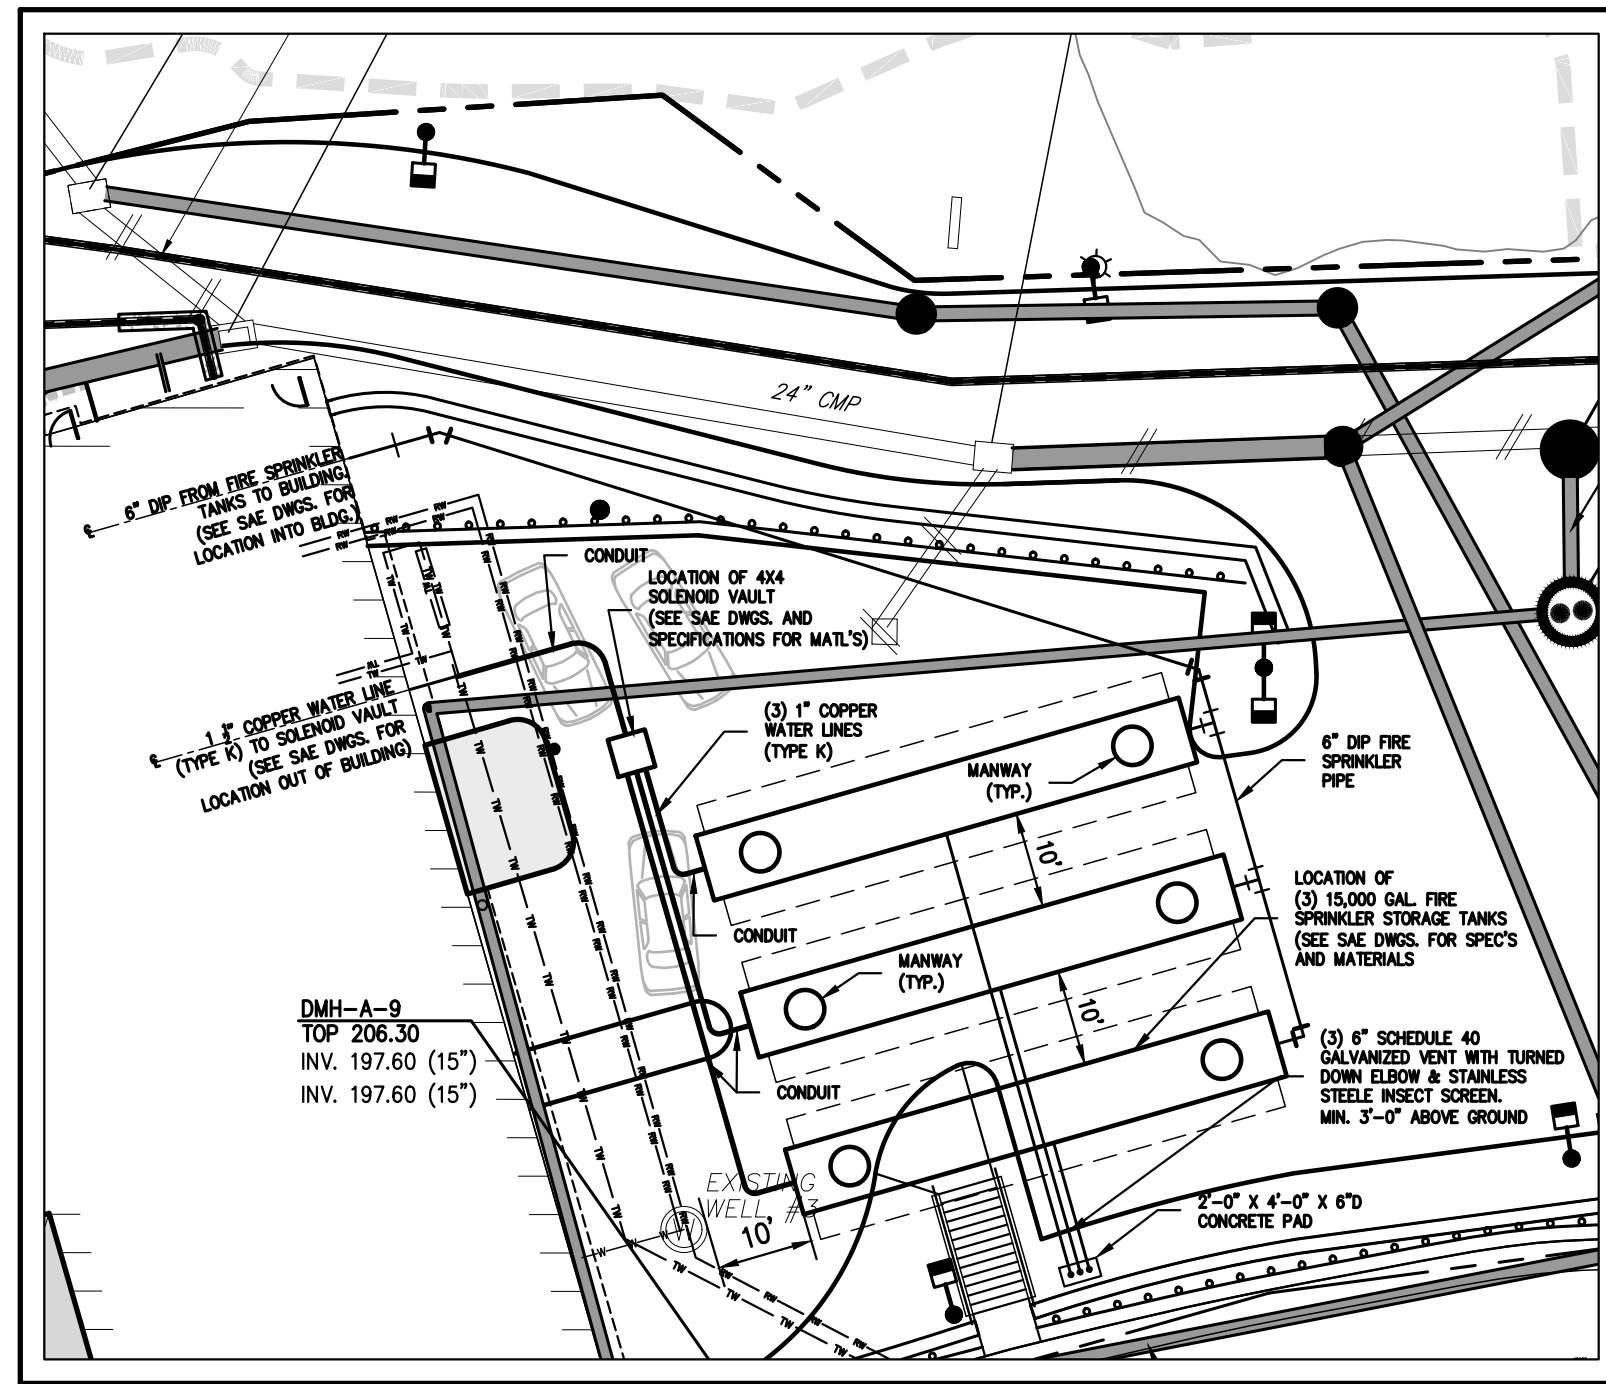 24" CMP
6" DIP FROM FIRE SPRINKLER
TANKS TO BUILDING.
(SEE SAE DWGS. FOR
LOCATION INTO BLDG.)
CONDUIT
LOCATION OF 4X4
SOLENOID VAULT
(SEE SAE DWGS. AND
SPECIFICATIONS FOR MATL'S)
1 1/2" COPPER WATER LINE
(TYPE K) TO SOLENOID VAULT
(SEE SAE DWGS. FOR
LOCATION OUT OF BUILDING)
(3) 1" COPPER
WATER LINES
(TYPE K)
MANWAY
(TYP.)
6" DIP FIRE
SPRINKLER
PIPE
10'
LOCATION OF
(3) 15,000 GAL. FIRE
SPRINKLER STORAGE TANKS
(SEE SAE DWGS. FOR SPEC'S
AND MATERIALS
CONDUIT
MANWAY
(TYP.)
10'
DMH-A-9
TOP 206.30
INV. 197.60 (15")
INV. 197.60 (15")
(3) 6" SCHEDULE 40
GALVANIZED VENT WITH TURNED
DOWN ELBOW & STAINLESS
STEELE INSECT SCREEN.
MIN. 3'-0" ABOVE GROUND
CONDUIT
EXISTING
WELL #3
10'
2'-0" X 4'-0" X 6"D
CONCRETE PAD
W
TW
RW